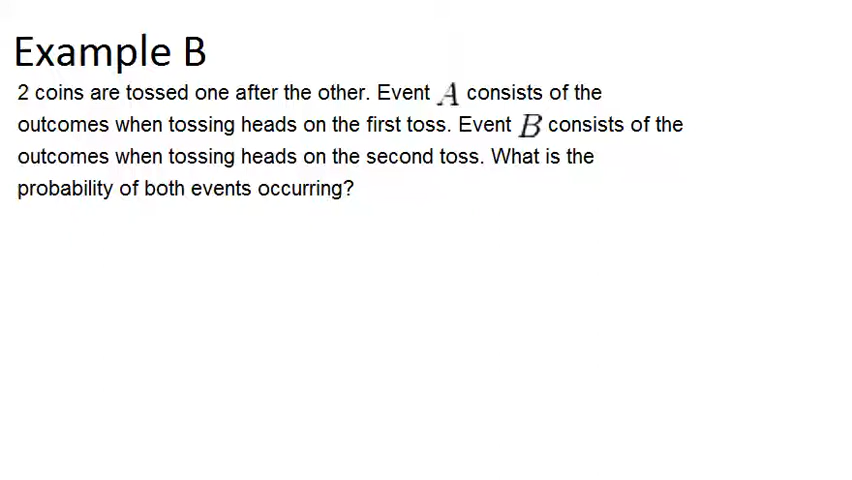 Example B
2 coins are tossed one after the other. Event A consists of the
outcomes when tossing heads on the first toss. Event B consists of the
outcomes when tossing heads on the second toss. What is the
probability of both events occurring?